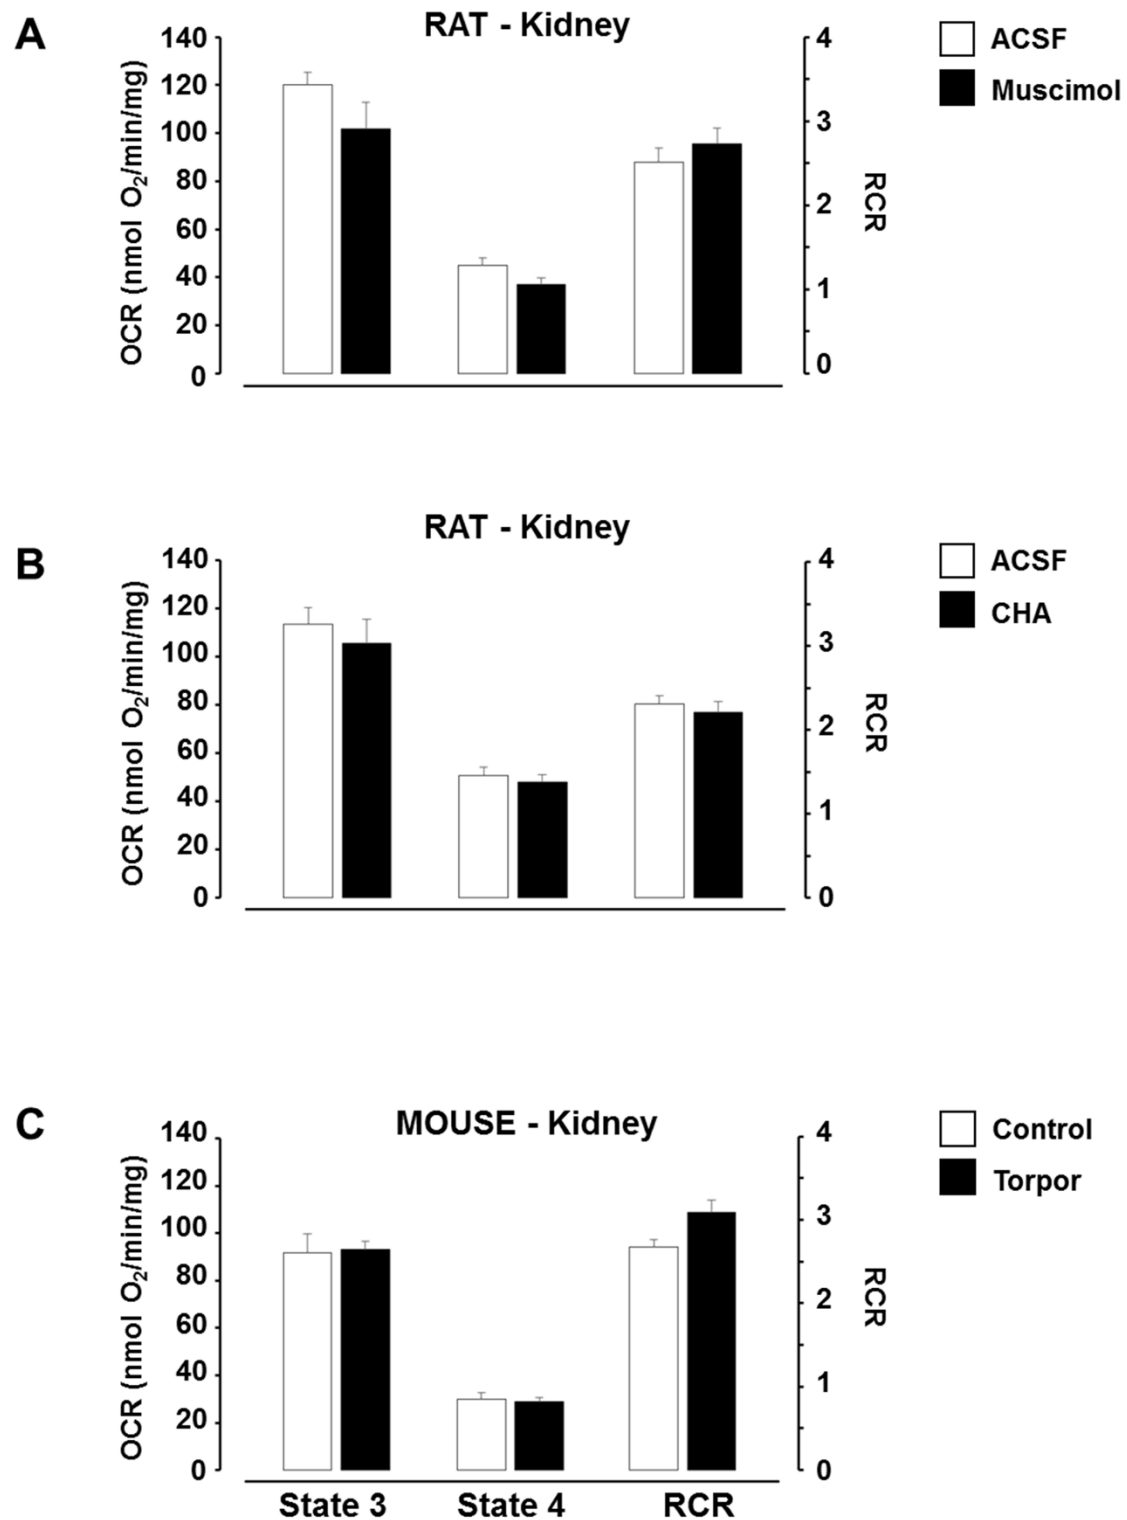 A
RAT - Kidney
ACSF
Muscimol
OCR (nmol O₂/min/mg)
140
120
100
80
60
40
20
0
4
3
2
1
0
RCR
B
RAT - Kidney
ACSF
CHA
OCR (nmol O₂/min/mg)
140
120
100
80
60
40
20
0
4
3
2
1
0
RCR
C
MOUSE - Kidney
Control
Torpor
OCR (nmol O₂/min/mg)
140
120
100
80
60
40
20
0
4
3
2
1
0
RCR
State 3 State 4 RCR